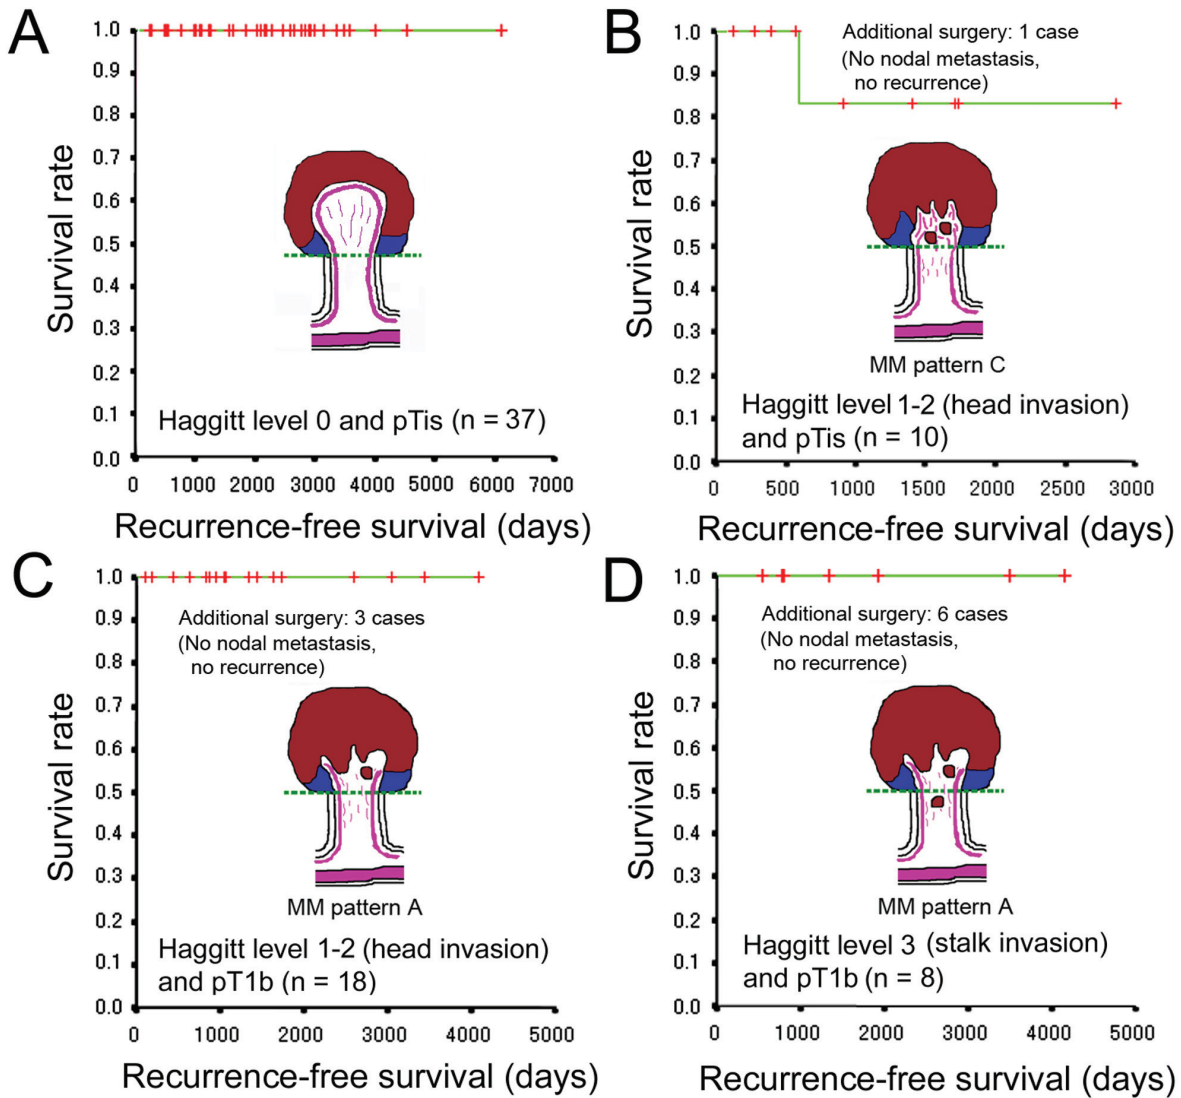 A
1.0
0.9
0.8
0.7
0.6
0.5
0.4
0.3
0.2
0.1
0.0
Survival rate
Haggitt level 0 and pTis (n = 37)
0 1000 2000 3000 4000 5000 6000 7000
Recurrence-free survival (days)
B
1.0
0.9
0.8
0.7
0.6
0.5
0.4
0.3
0.2
0.1
0.0
Survival rate
Additional surgery: 1 case
(No nodal metastasis,
no recurrence)
MM pattern C
Haggitt level 1-2 (head invasion)
and pTis (n = 10)
0 500 1000 1500 2000 2500 3000
Recurrence-free survival (days)
C
1.0
0.9
0.8
0.7
0.6
0.5
0.4
0.3
0.2
0.1
0.0
Survival rate
Additional surgery: 3 cases
(No nodal metastasis,
no recurrence)
MM pattern A
Haggitt level 1-2 (head invasion)
and pT1b (n = 18)
0 1000 2000 3000 4000 5000
Recurrence-free survival (days)
D
1.0
0.9
0.8
0.7
0.6
0.5
0.4
0.3
0.2
0.1
0.0
Survival rate
Additional surgery: 6 cases
(No nodal metastasis,
no recurrence)
MM pattern A
Haggitt level 3 (stalk invasion)
and pT1b (n = 8)
0 1000 2000 3000 4000 5000
Recurrence-free survival (days)